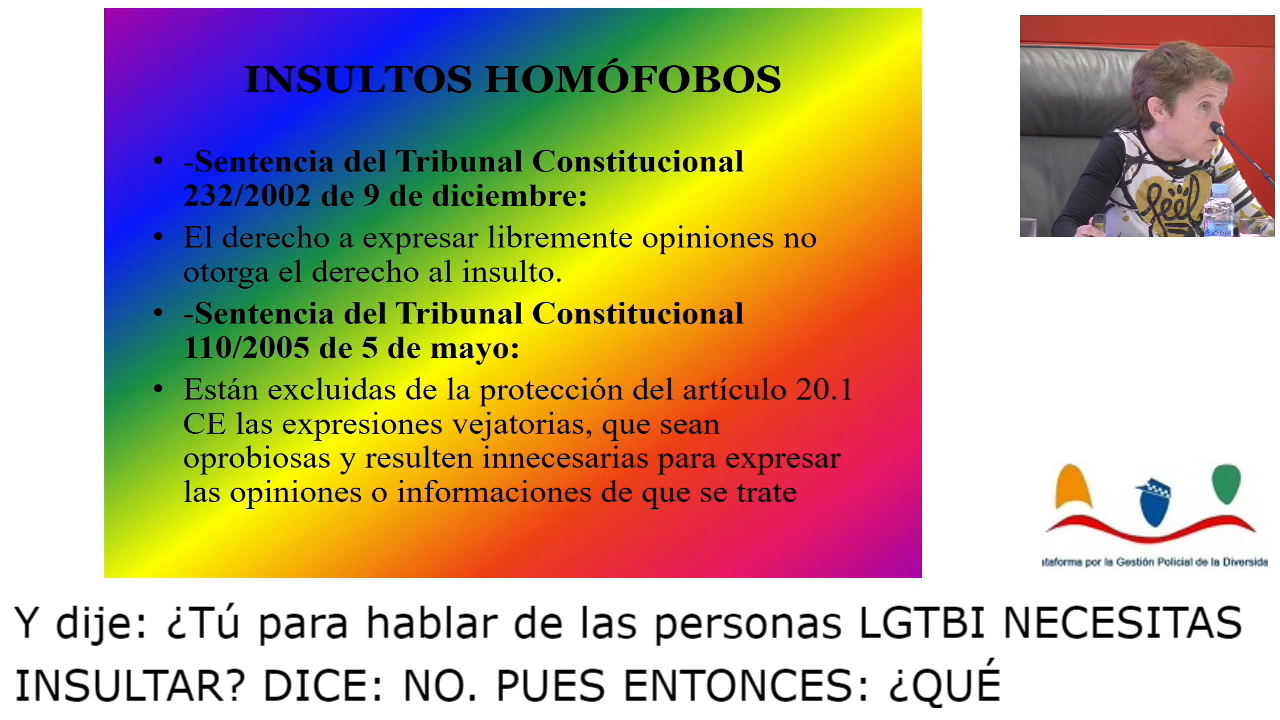 INSULTOS HOMÓFOBOS
• -Sentencia del Tribunal Constitucional
232/2002 de 9 de diciembre:
• El derecho a expresar libremente opiniones no
otorga el derecho al insulto.
• -Sentencia del Tribunal Constitucional
110/2005 de 5 de mayo:
• Están excluidas de la protección del artículo 20.1
CE las expresiones vejatorias, que sean
oprobiosas y resulten innecesarias para expresar
las opiniones o informaciones de que se trate
feel
ataforma por la Gestión Policial de la Diversida
Y dije: ¿Tú para hablar de las personas LGTBI NECESITAS
INSULTAR? DICE: NO. PUES ENTONCES: ¿QUÉ